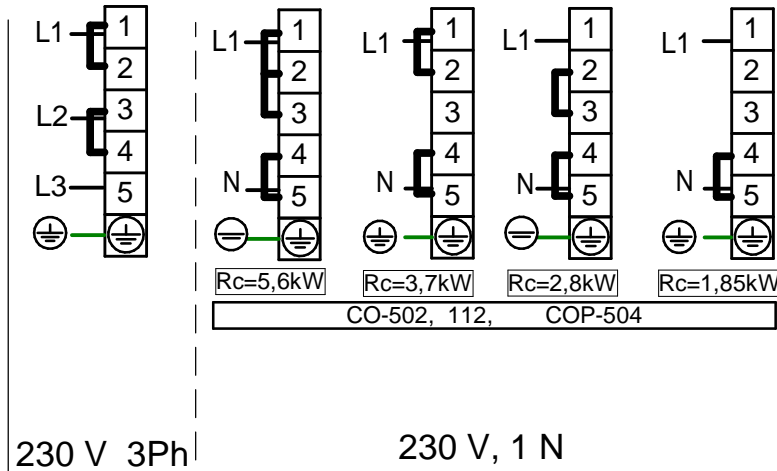 L1 1
2
L2 3
4
L3 5
L1 1
2
3
4
N 5
L1 1
2
3
4
N 5
L1 1
2
3
4
N 5
L1 1
2
3
4
N 5
Rc=5,6kW Rc=3,7kW Rc=2,8kW Rc=1,85kW
CO-502, 112, COP-504
230 V 3Ph 230 V, 1 N